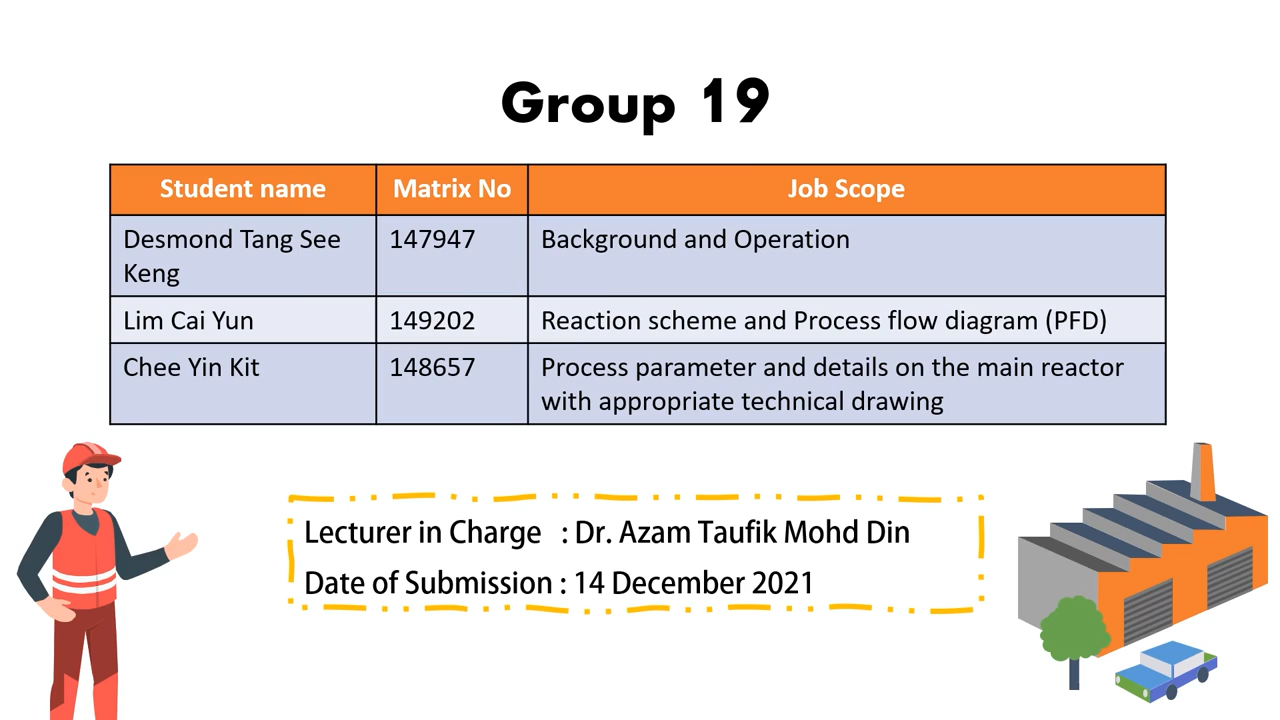 Group 19
Student name Matrix No Job Scope
Desmond Tang See 147947 Background and Operation
Keng
Lim Cai Yun 149202 Reaction scheme and Process flow diagram (PFD)
Chee Yin Kit 148657 Process parameter and details on the main reactor
with appropriate technical drawing
Lecturer in Charge : Dr. Azam Taufik Mohd Din
Date of Submission : 14 December 2021